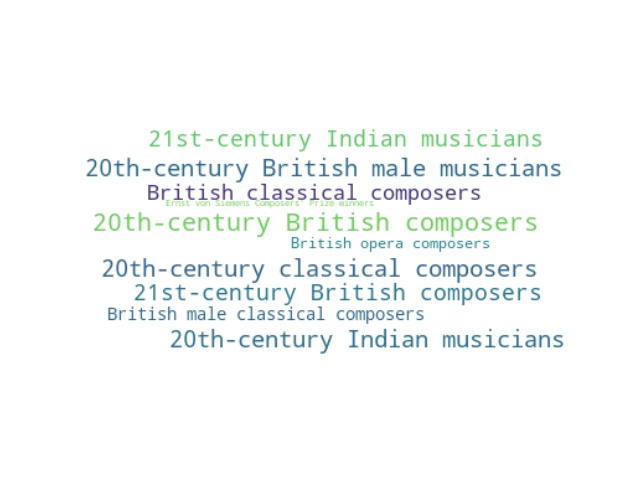 21st-century Indian musicians
20th-century British male musicians
British classical composers
Ernst von Siemens Composers' Prize winners
20th-century British composers
British opera composers
20th-century classical composers
21st-century British composers
British male classical composers
20th-century Indian musicians